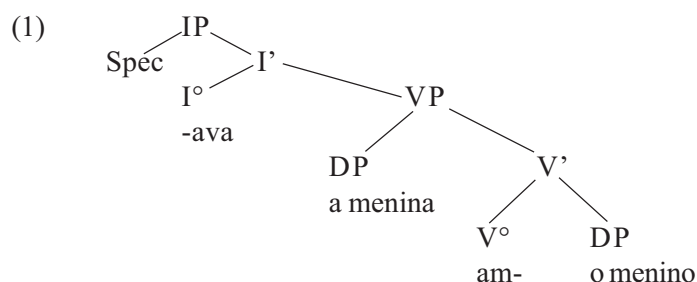 (1) IP
Spec I’
I° VP
-ava
DP V’
a menina
V° DP
am- o menino